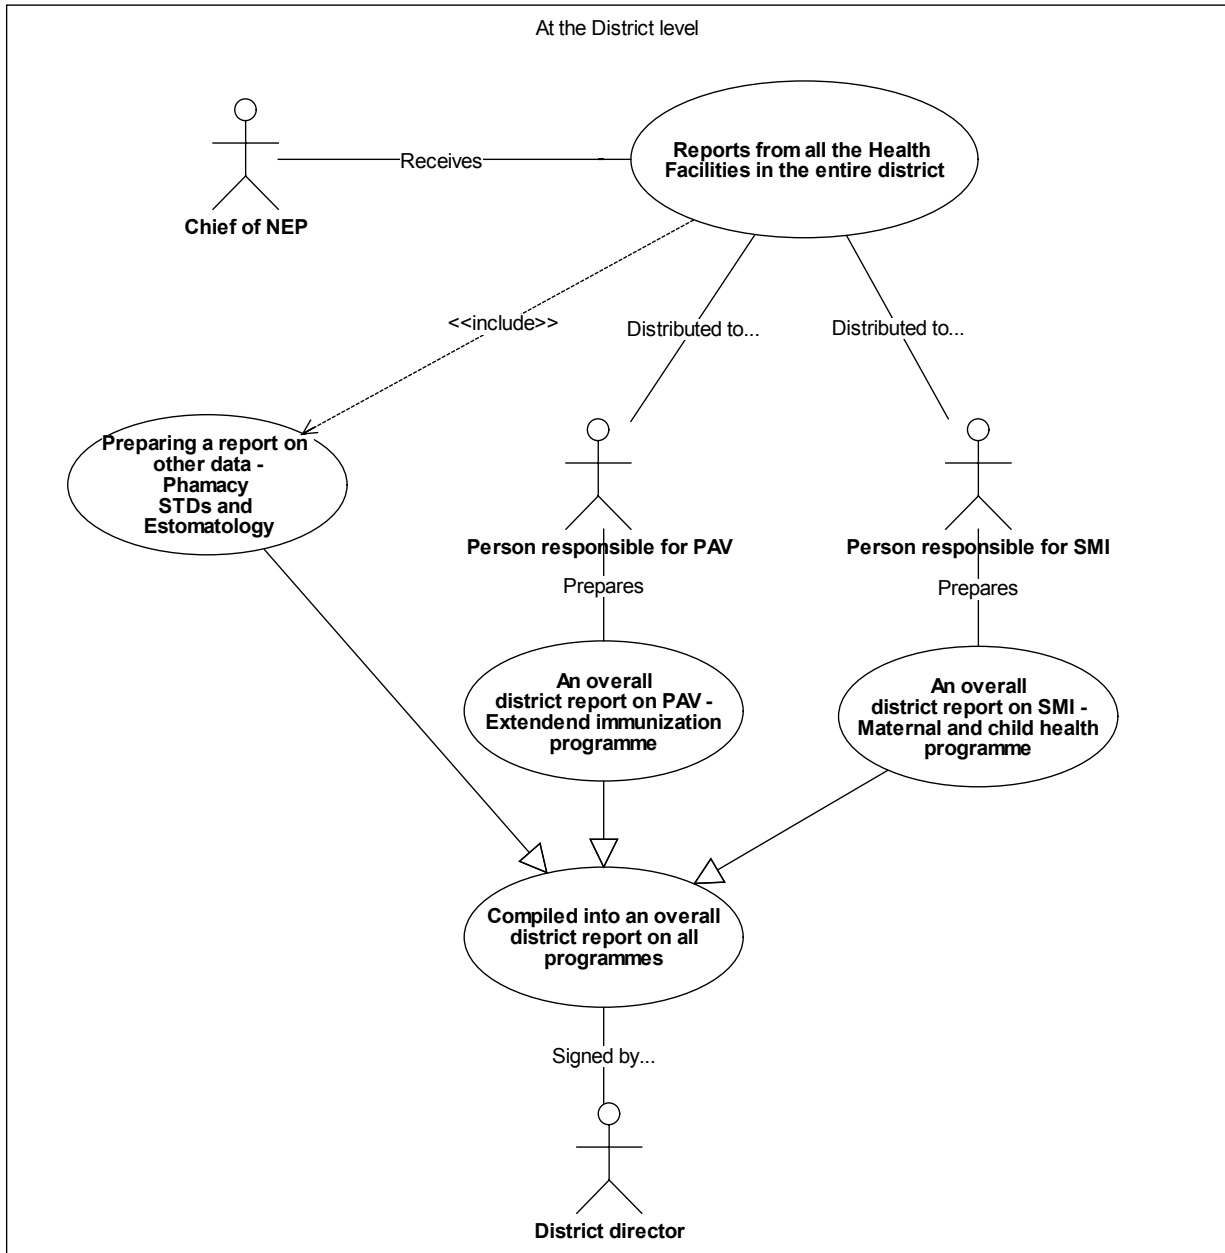 At the District level
Reports from all the Health
Facilities in the entire district
Receives
Chief of NEP
<<include>>
Distributed to...
Distributed to...
Preparing a report on
other data -
Phamacy
STDs and
Estomatology
Person responsible for PAV
Person responsible for SMI
Prepares
Prepares
An overall
district report on PAV -
Extendend immunization
programme
An overall
district report on SMI -
Maternal and child health
programme
Compiled into an overall
district report on all
programmes
Signed by...
District director